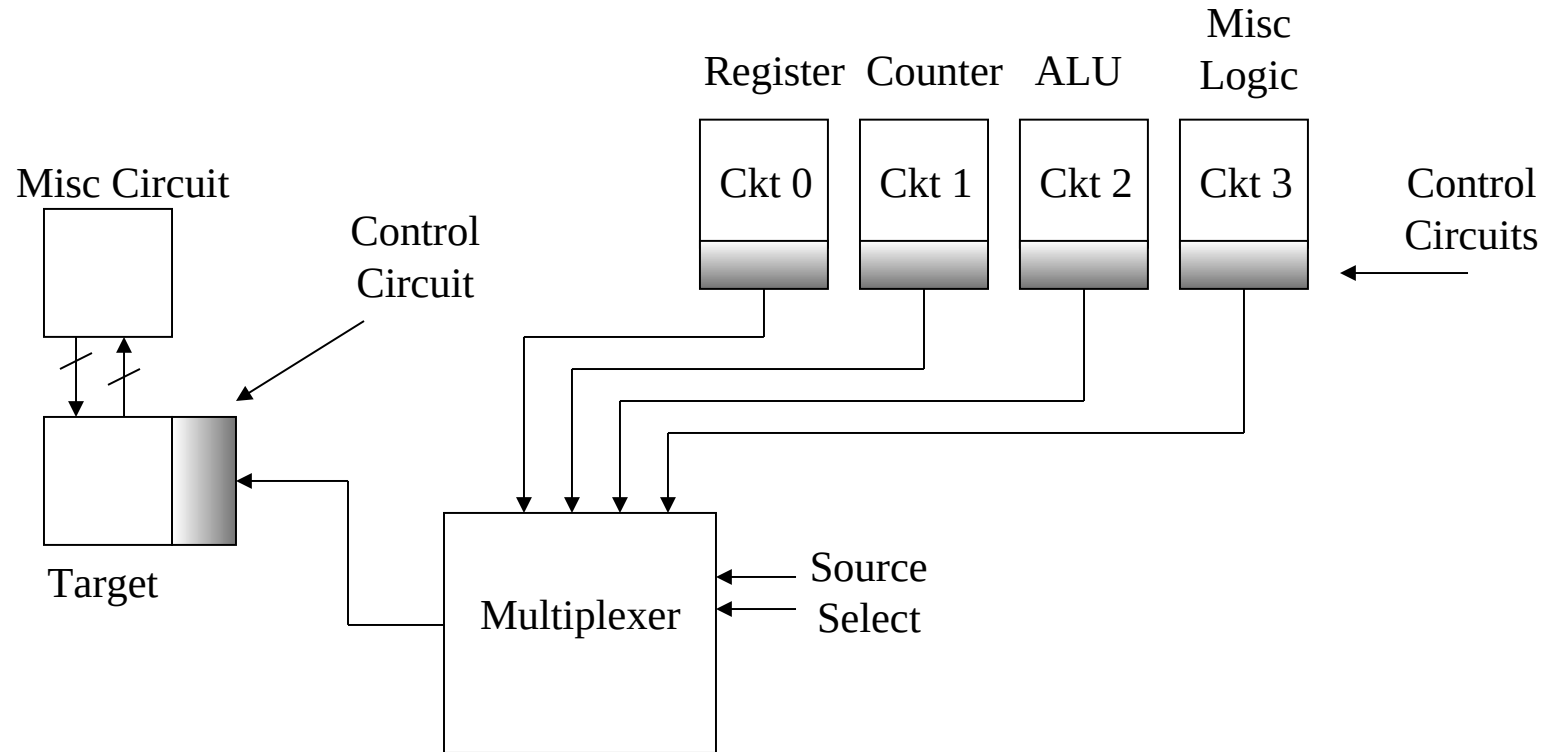 Misc
Logic
Register
Counter
ALU
Ckt 0
Ckt 1
Ckt 2
Ckt 3
Control
Circuits
Misc Circuit
Control
Circuit
Target
Multiplexer
Source
Select